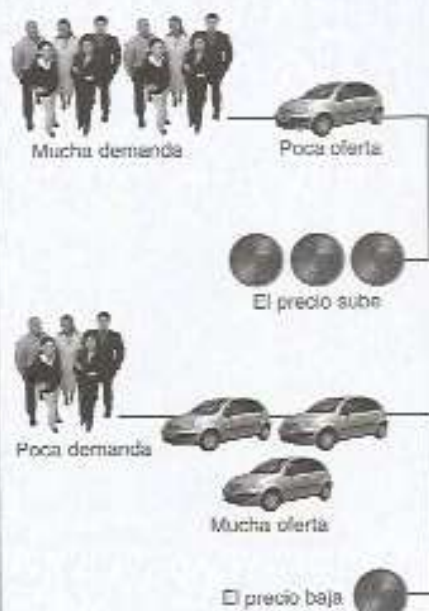 Mucha demanda
Poca oferta
El precio sube
Poca demanda
Mucha oferta
El precio baja